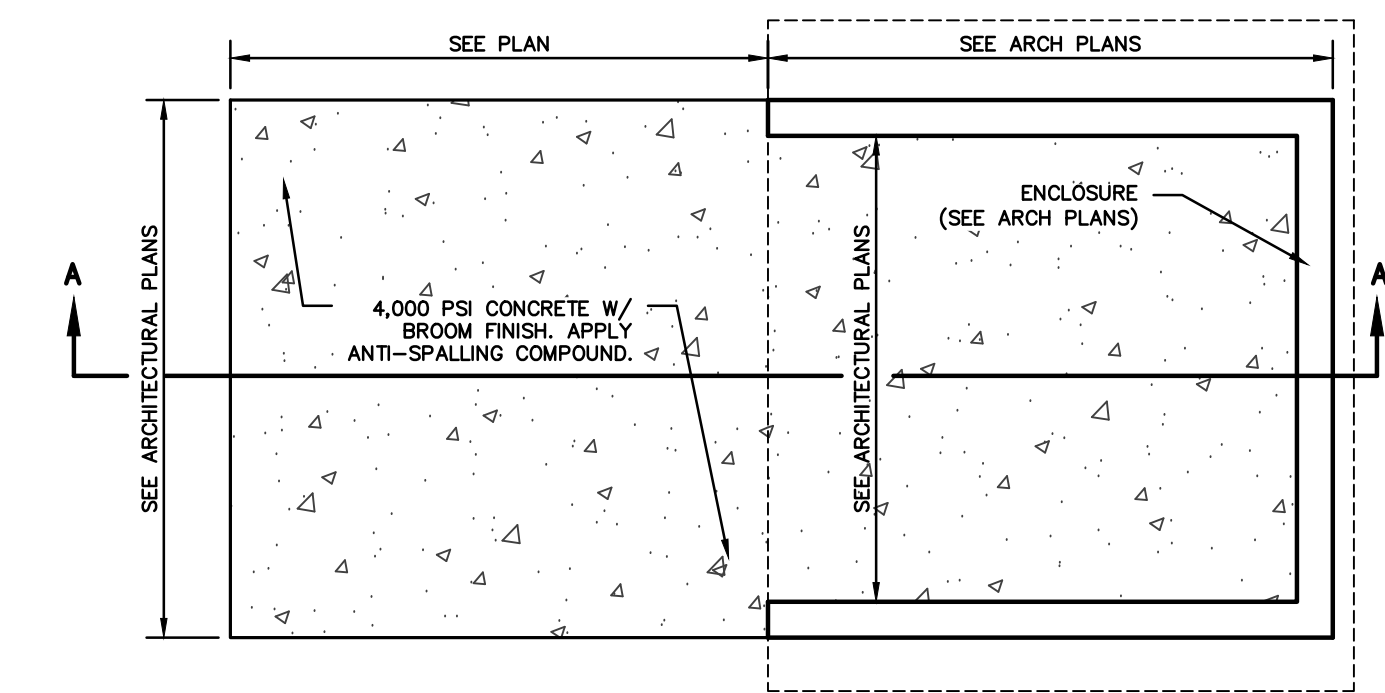 SEE PLAN
SEE ARCH PLANS
ENCLOSURE
(SEE ARCH PLANS)
SEE ARCHITECTURAL PLANS
SEE ARCHITECTURAL PLANS
A
A
4,000 PSI CONCRETE W/
BROOM FINISH. APPLY
ANTI-SPALLING COMPOUND.